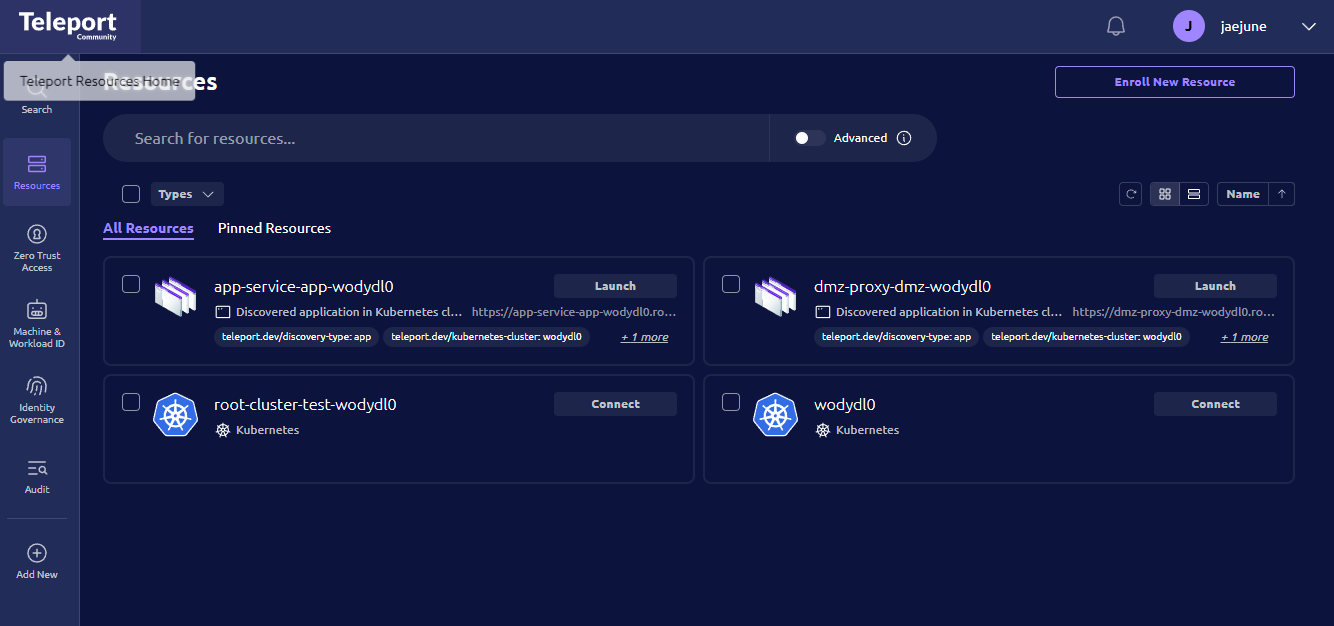 Teleport
Community
J
jaejune
Teleport Resources Home
Resources
Enroll New Resource
Search
Search for resources...
Advanced
Resources
Types
Name
All Resources
Pinned Resources
Zero Trust
Access
app-service-app-wodydl0
Launch
Discovered application in Kubernetes cl...
https://app-service-app-wodydl0.ro...
teleport.dev/discovery-type: app
teleport.dev/kubernetes-cluster: wodydl0
+ 1 more
dmz-proxy-dmz-wodydl0
Launch
Discovered application in Kubernetes cl...
https://dmz-proxy-dmz-wodydl0.ro...
teleport.dev/discovery-type: app
teleport.dev/kubernetes-cluster: wodydl0
+ 1 more
Machine &
Workload ID
Identity
Governance
root-cluster-test-wodydl0
Connect
Kubernetes
wodydl0
Connect
Kubernetes
Audit
Add New